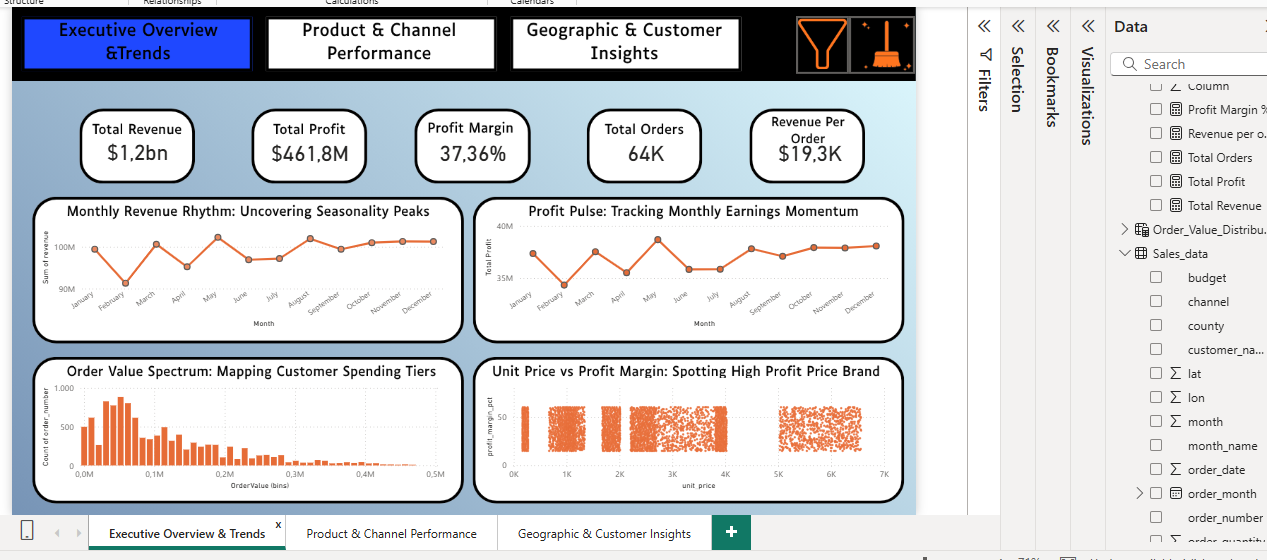 Structure Relationships Calculations Calendars
Executive Overview
&Trends
Product & Channel
Performance
Geographic & Customer
Insights
Total Revenue
$1,2bn
Total Profit
$461,8M
Profit Margin
37,36%
Total Orders
64K
Revenue Per
Order
$19,3K
Monthly Revenue Rhythm: Uncovering Seasonality Peaks
Sum of revenue
100M
90M
January February March April May June July August September October November December
Month
Profit Pulse: Tracking Monthly Earnings Momentum
Total Profit
40M
35M
January February March April May June July August September October November December
Month
Order Value Spectrum: Mapping Customer Spending Tiers
Count of order_number
1.000
500
0
0,0M 0,1M 0,2M 0,3M 0,4M 0,5M
OrderValue (bins)
Unit Price vs Profit Margin: Spotting High Profit Price Brand
profit_margin_pct
50
0
0K 1K 2K 3K 4K 5K 6K 7K
unit_price
Filters
Selection
Bookmarks
Visualizations
Data
Search
Column
Profit Margin %
Revenue per o...
Total Orders
Total Profit
Total Revenue
Order_Value_Distribu...
Sales_data
budget
channel
county
customer_na...
lat
lon
month
month_name
order_date
order_month
order_number
order_quantity
Executive Overview & Trends x
Product & Channel Performance
Geographic & Customer Insights
+
71%